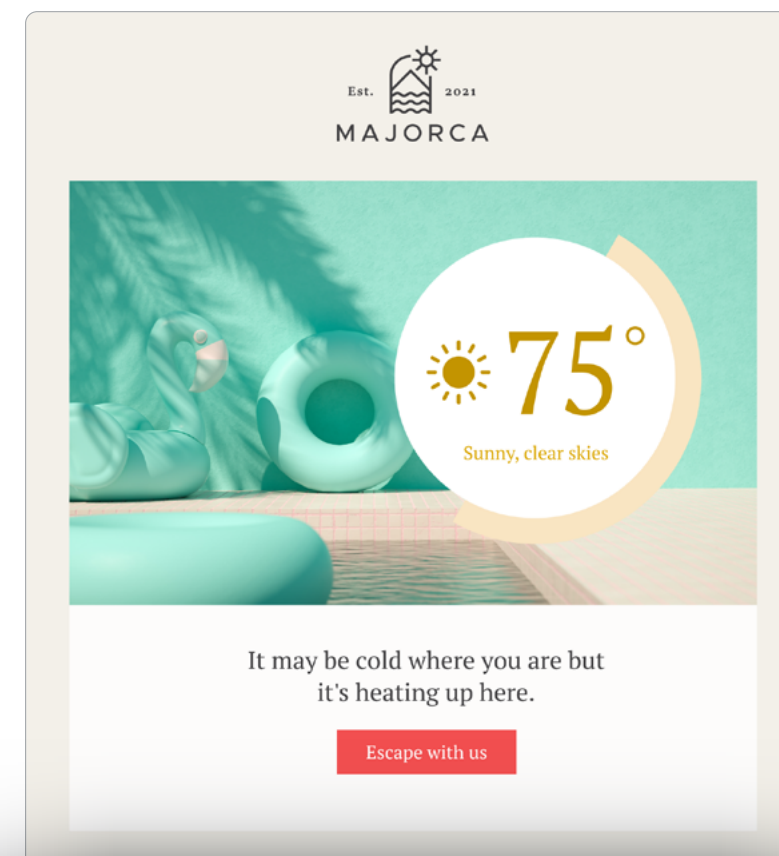 Est. 2021
MAJORCA
75°
Sunny, clear skies
It may be cold where you are but
it's heating up here.
Escape with us